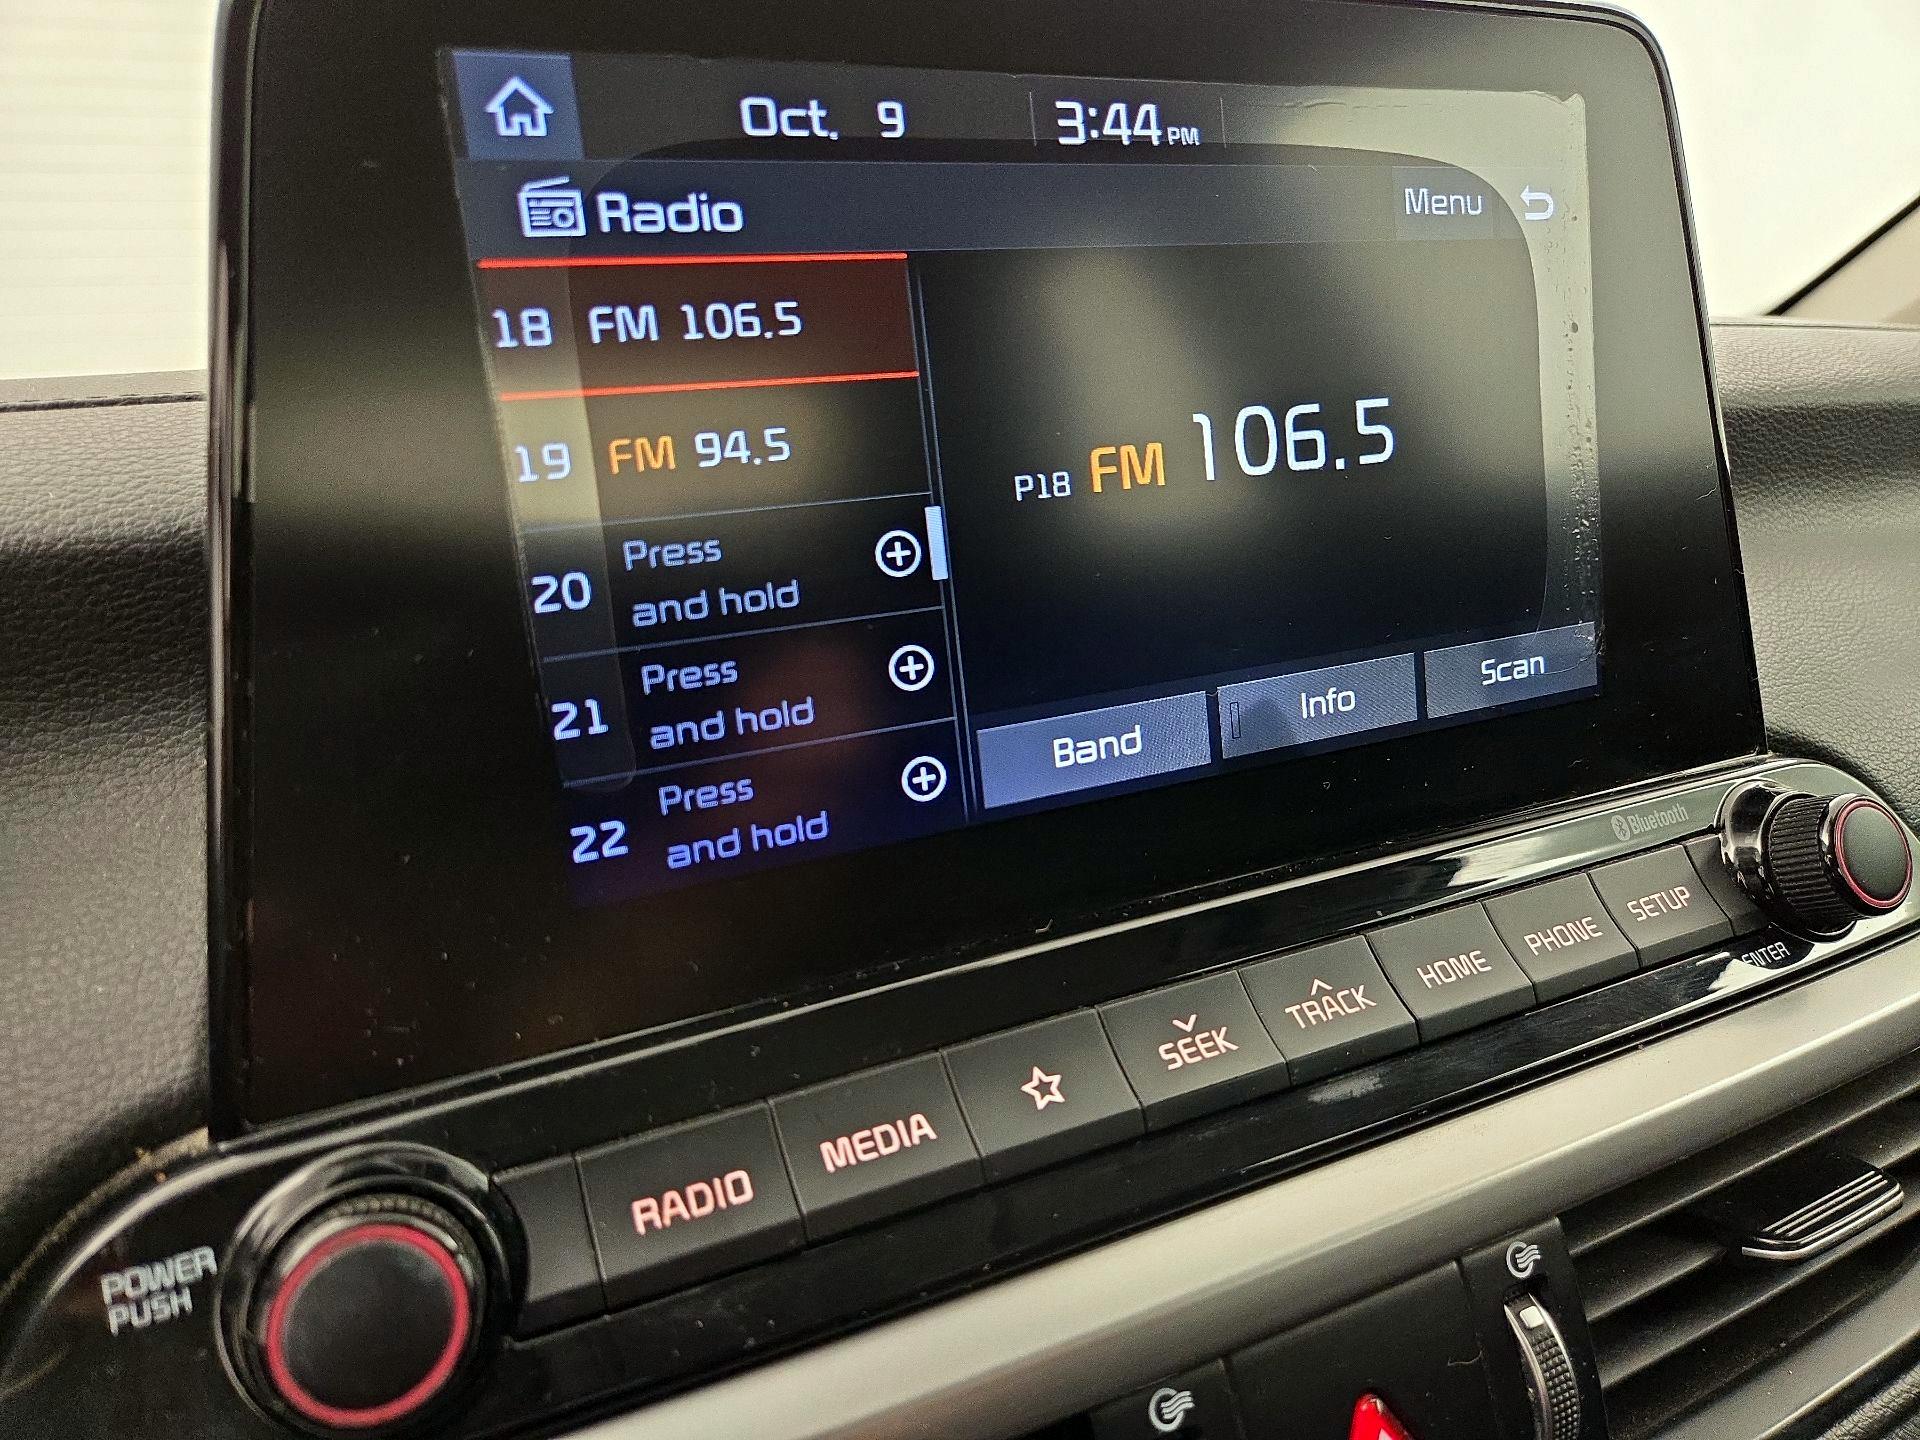 Oct. 9 3:44 PM
Radio Menu
18 FM 106.5
19 FM 94.5
20 Press
and hold
21 Press
and hold
22 Press
and hold
P18 FM 106.5
Band Info Scan
Bluetooth
POWER
PUSH
RADIO MEDIA SEEK TRACK HOME PHONE SETUP
ENTER